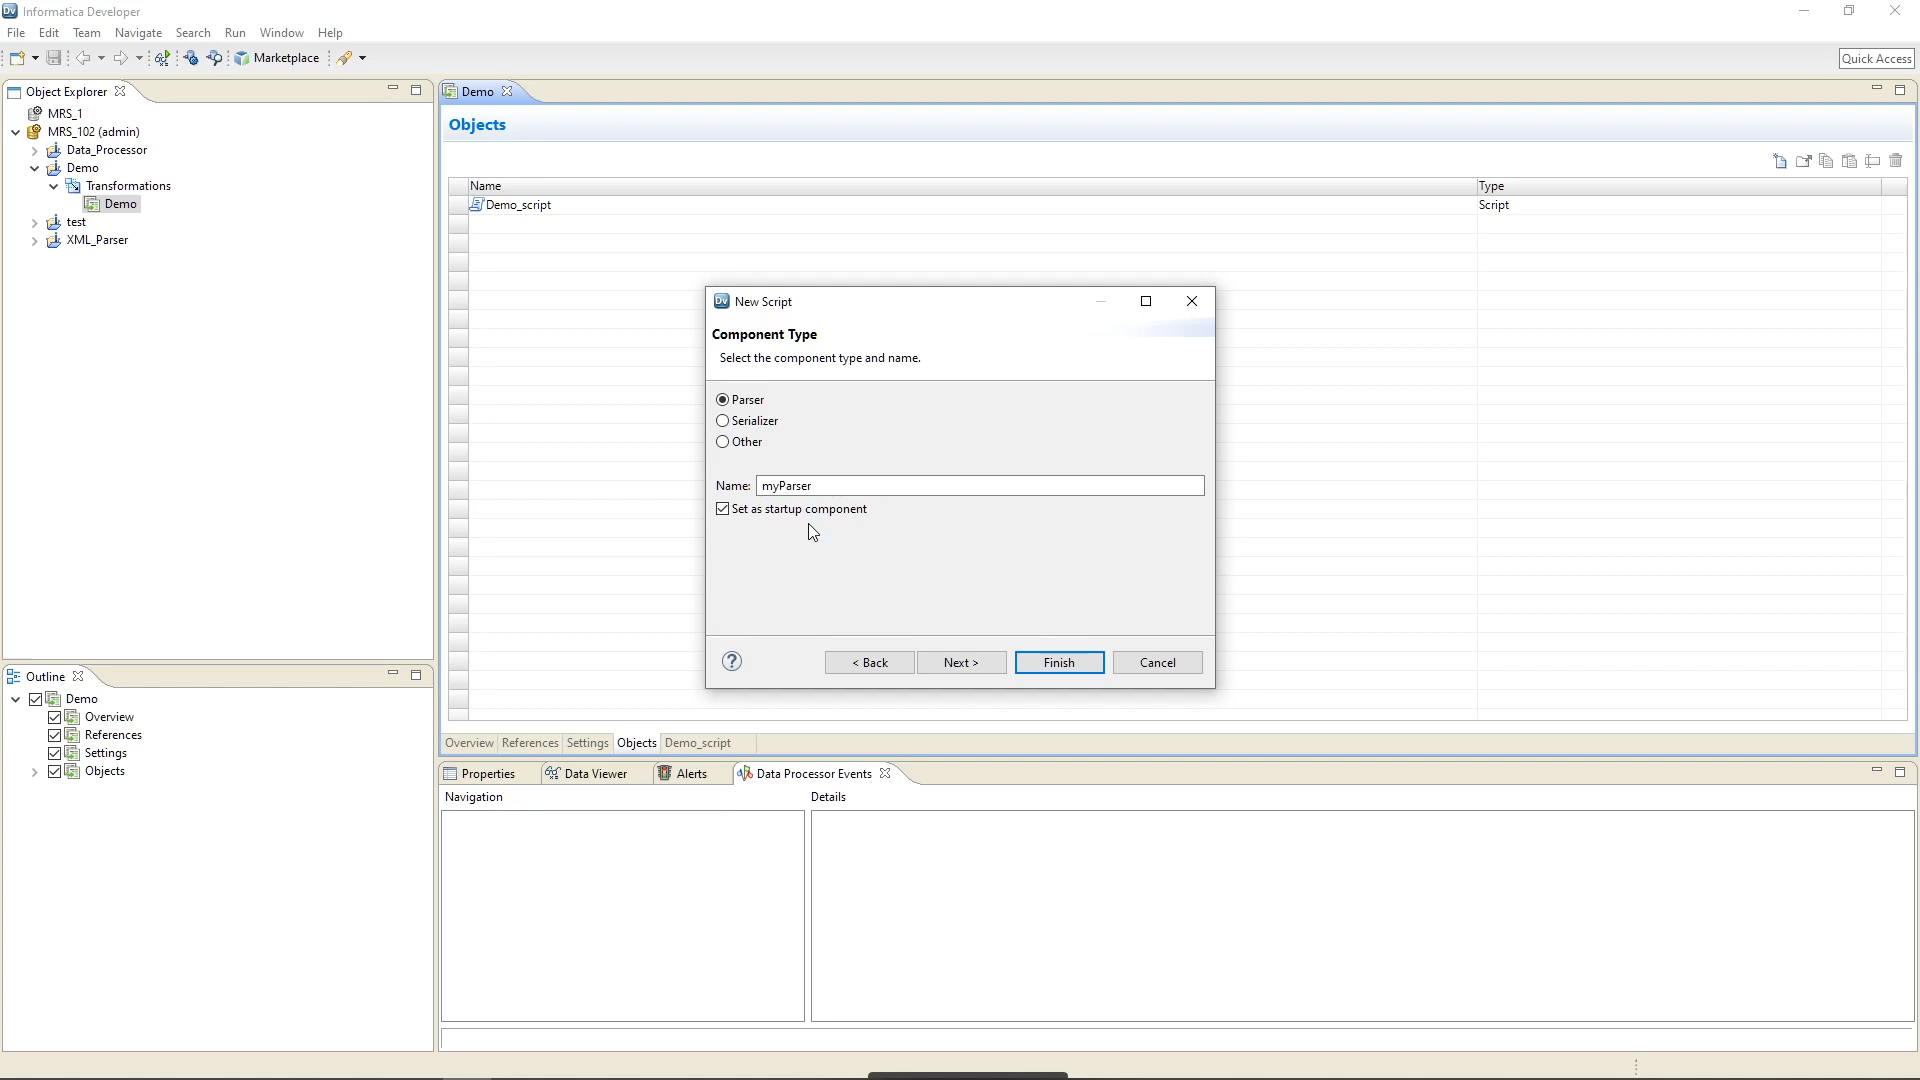 Informatica Developer
File Edit Team Navigate Search Run Window Help
Marketplace
Quick Access
Object Explorer
MRS_1
MRS_102 (admin)
Data_Processor
Demo
Transformations
Demo
test
XML_Parser
Demo
Objects
Name Type
Demo_script Script
New Script
Component Type
Select the component type and name.
Parser
Serializer
Other
Name: myParser
Set as startup component
? < Back Next > Finish Cancel
Overview References Settings Objects Demo_script
Outline
Demo
Overview
References
Settings
Objects
Properties Data Viewer Alerts Data Processor Events
Navigation Details